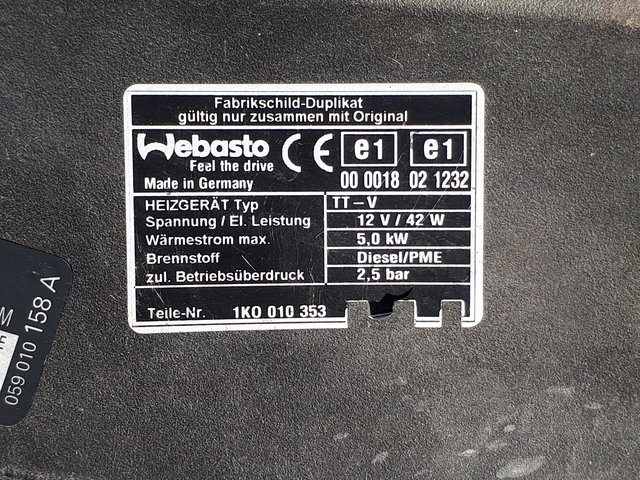 Fabrikschild-Duplikat
gültig nur zusammen mit Original
Webasto CE e1 e1
Feel the drive
Made in Germany 00 0018 02 1232
HEIZGERÄT Typ TT-V
Spannung / El. Leistung 12 V / 42 W
Wärmestrom max. 5,0 kW
Brennstoff Diesel/PME
zul. Betriebsüberdruck 2,5 bar
Teile-Nr. 1K0 010 353
059 010 158 A